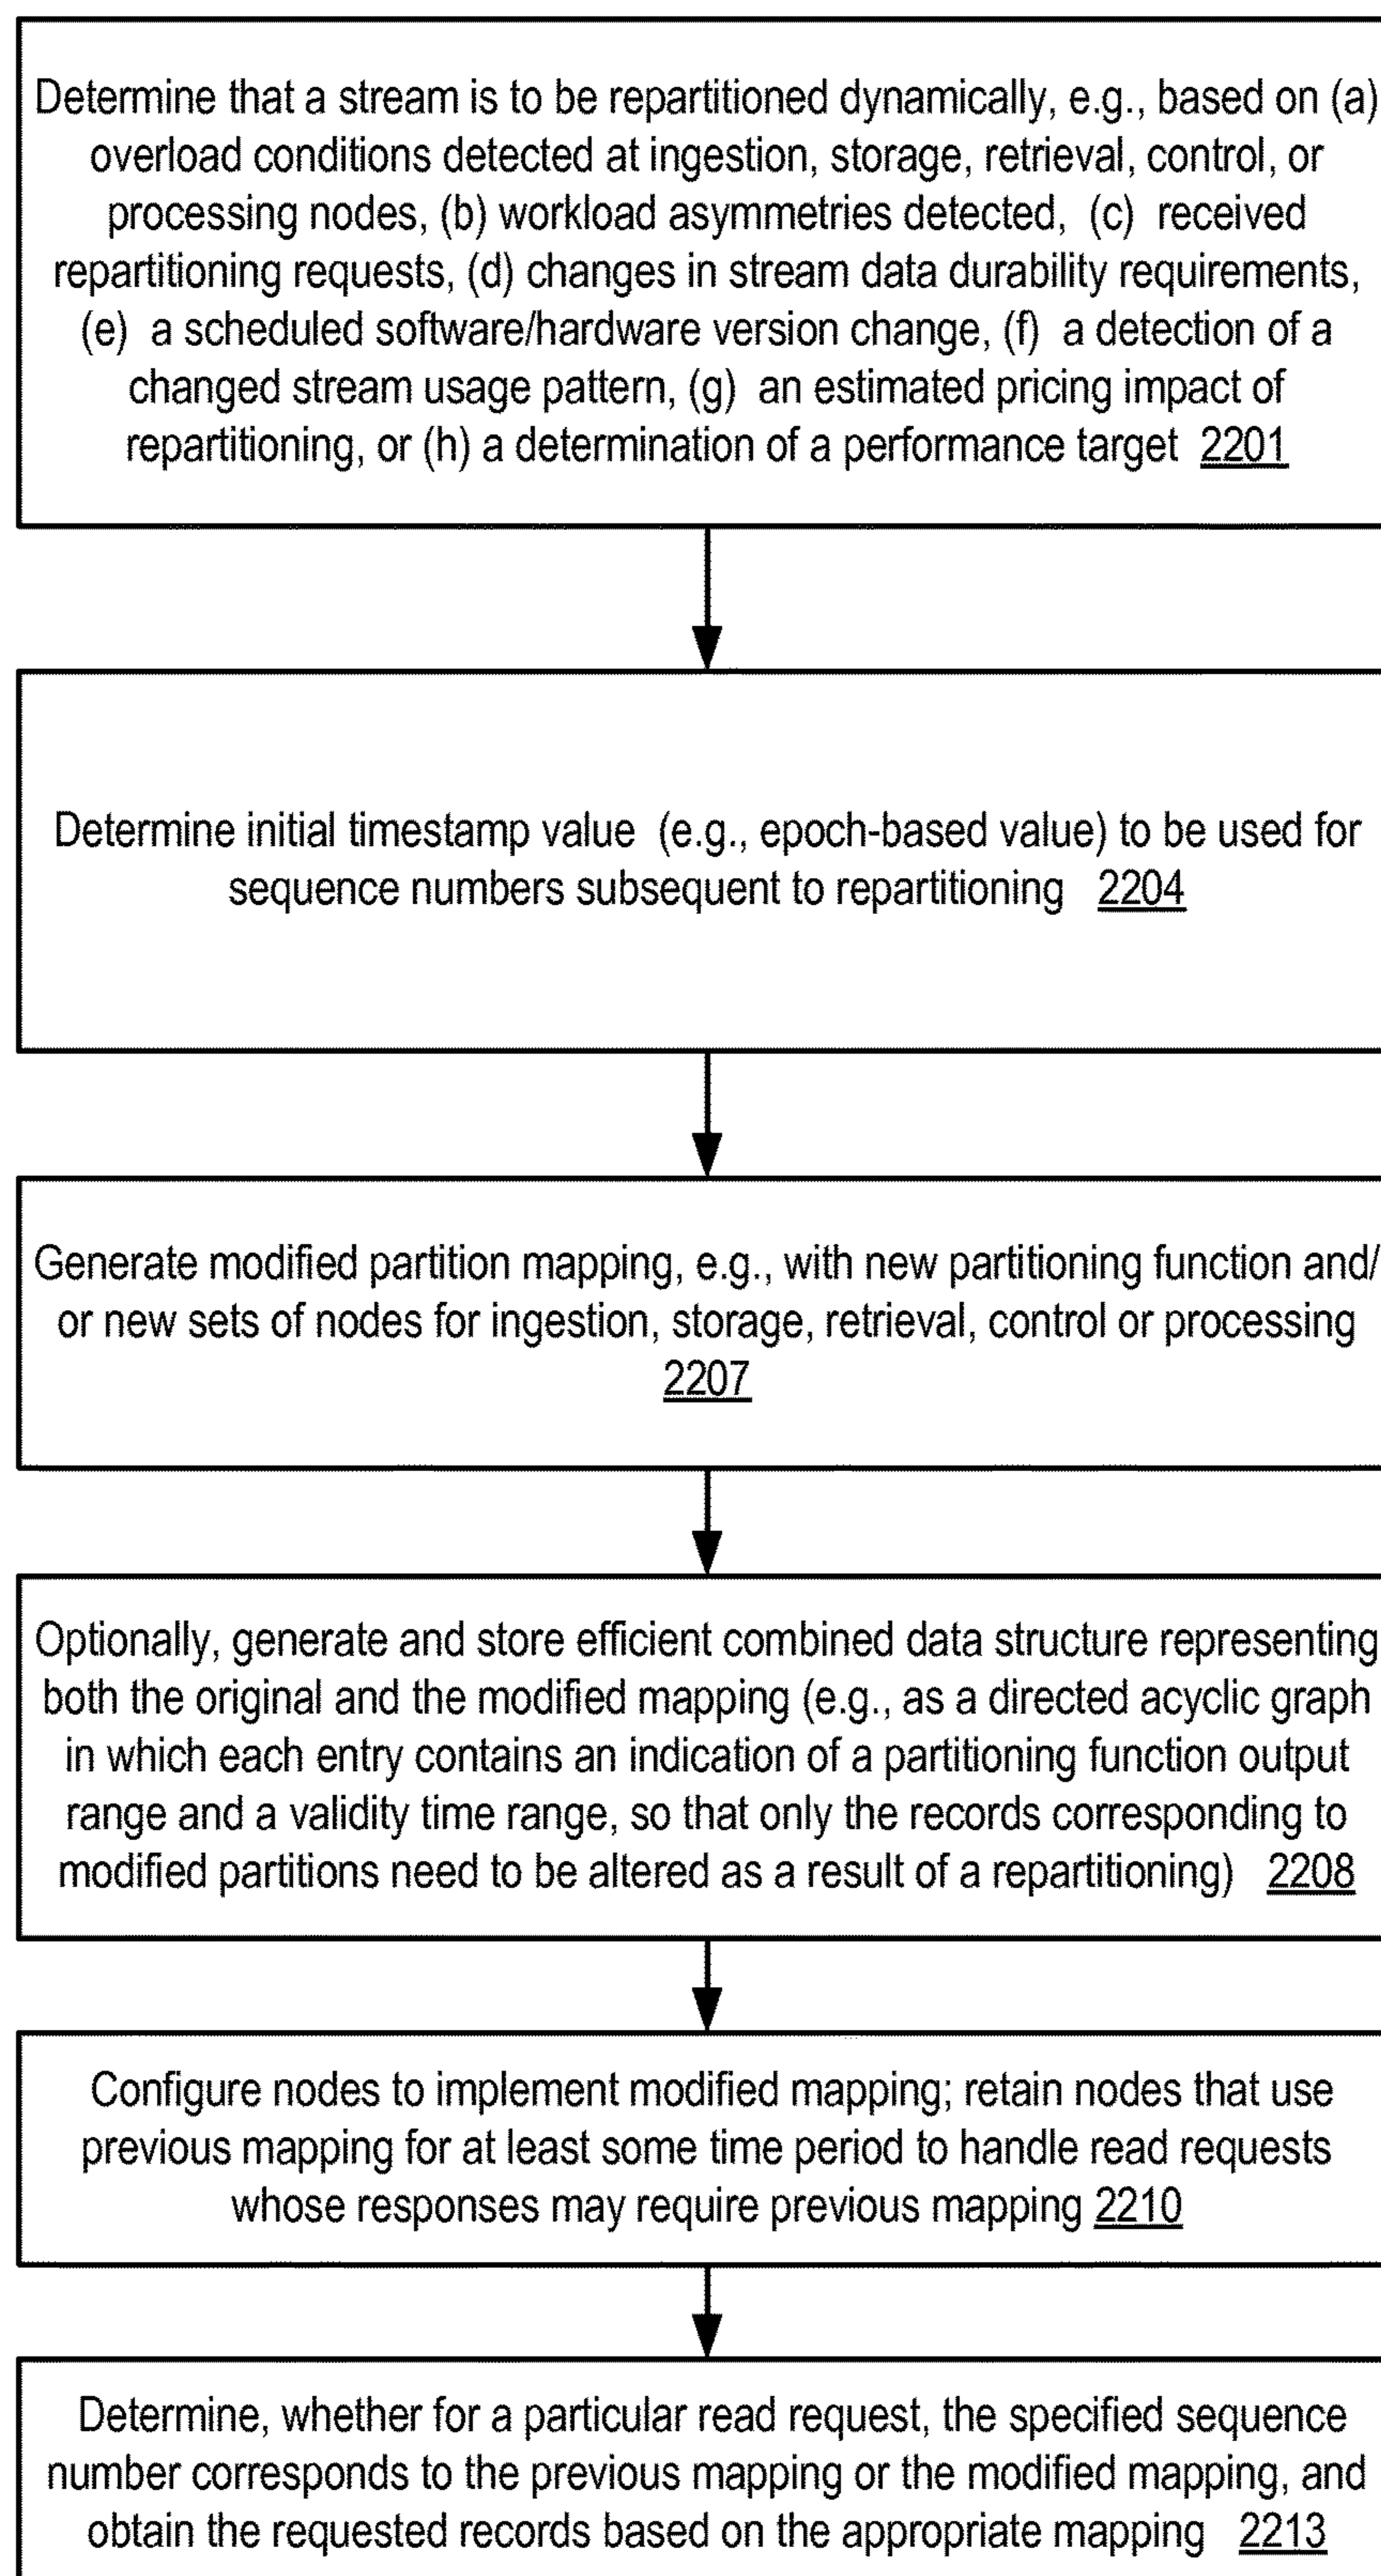 Determine that a stream is to be repartitioned dynamically, e.g., based on (a)
overload conditions detected at ingestion, storage, retrieval, control, or
processing nodes, (b) workload asymmetries detected, (c) received
repartitioning requests, (d) changes in stream data durability requirements,
(e) a scheduled software/hardware version change, (f) a detection of a
changed stream usage pattern, (g) an estimated pricing impact of
repartitioning, or (h) a determination of a performance target 2201
Determine initial timestamp value (e.g., epoch-based value) to be used for
sequence numbers subsequent to repartitioning 2204
Generate modified partition mapping, e.g., with new partitioning function and/
or new sets of nodes for ingestion, storage, retrieval, control or processing
2207
Optionally, generate and store efficient combined data structure representing
both the original and the modified mapping (e.g., as a directed acyclic graph
in which each entry contains an indication of a partitioning function output
range and a validity time range, so that only the records corresponding to
modified partitions need to be altered as a result of a repartitioning) 2208
Configure nodes to implement modified mapping; retain nodes that use
previous mapping for at least some time period to handle read requests
whose responses may require previous mapping 2210
Determine, whether for a particular read request, the specified sequence
number corresponds to the previous mapping or the modified mapping, and
obtain the requested records based on the appropriate mapping 2213